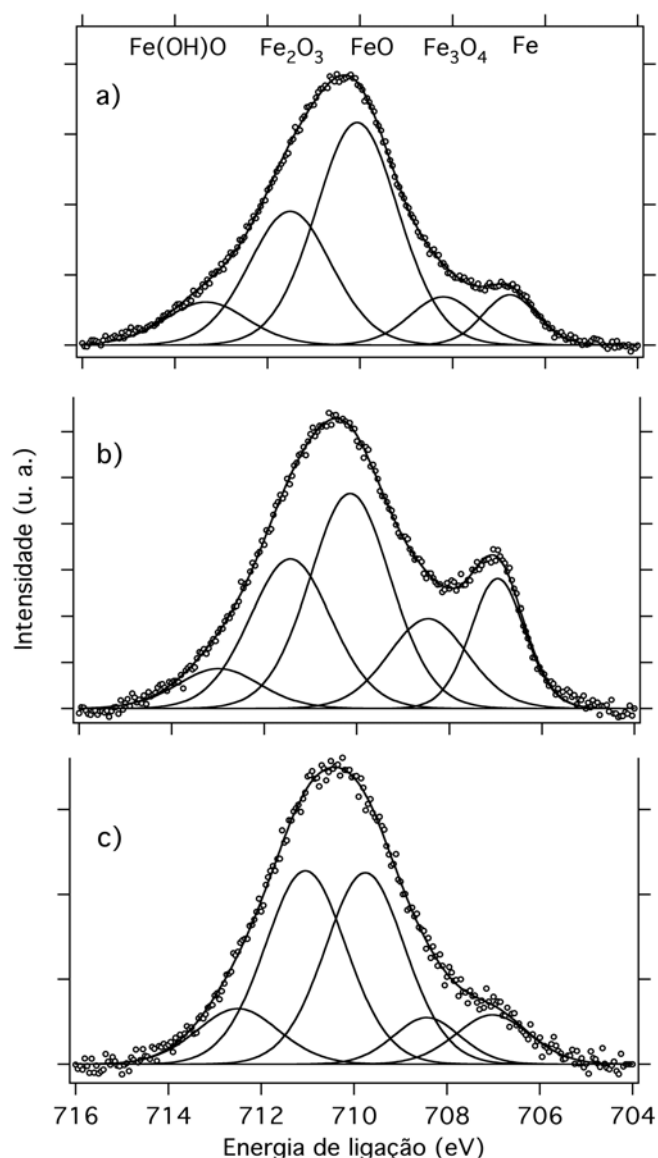 Fe(OH)O Fe₂O₃ FeO Fe₃O₄ Fe
a)
b)
Intensidade (u. a.)
c)
716 714 712 710 708 706 704
Energia de ligação (eV)